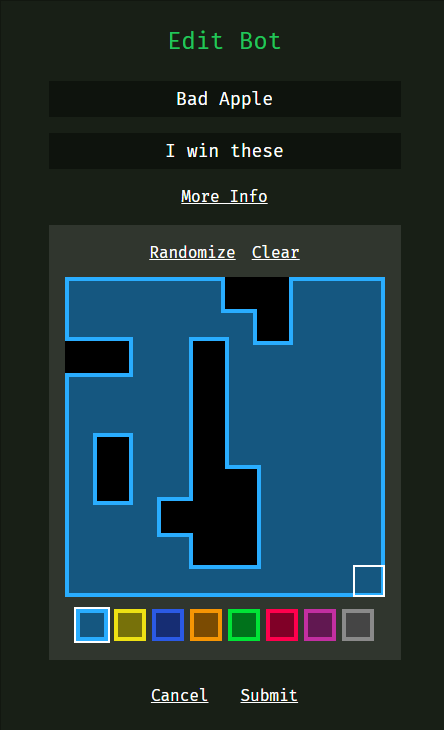 Edit Bot
Bad Apple
I win these
More Info
Randomize Clear
Cancel Submit